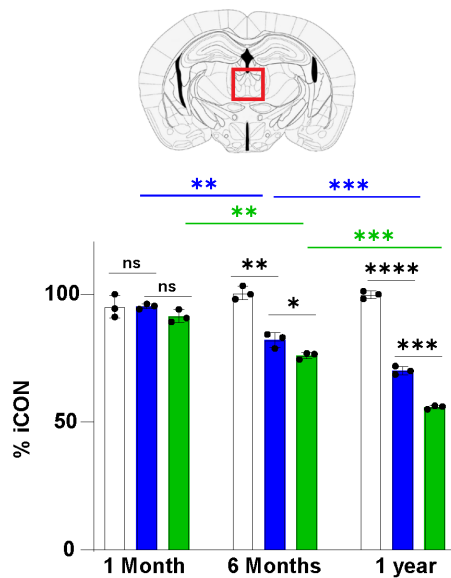 ** ***
** ***
ns ns ** * **** ***
100
50
0
% iCON
1 Month 6 Months 1 year